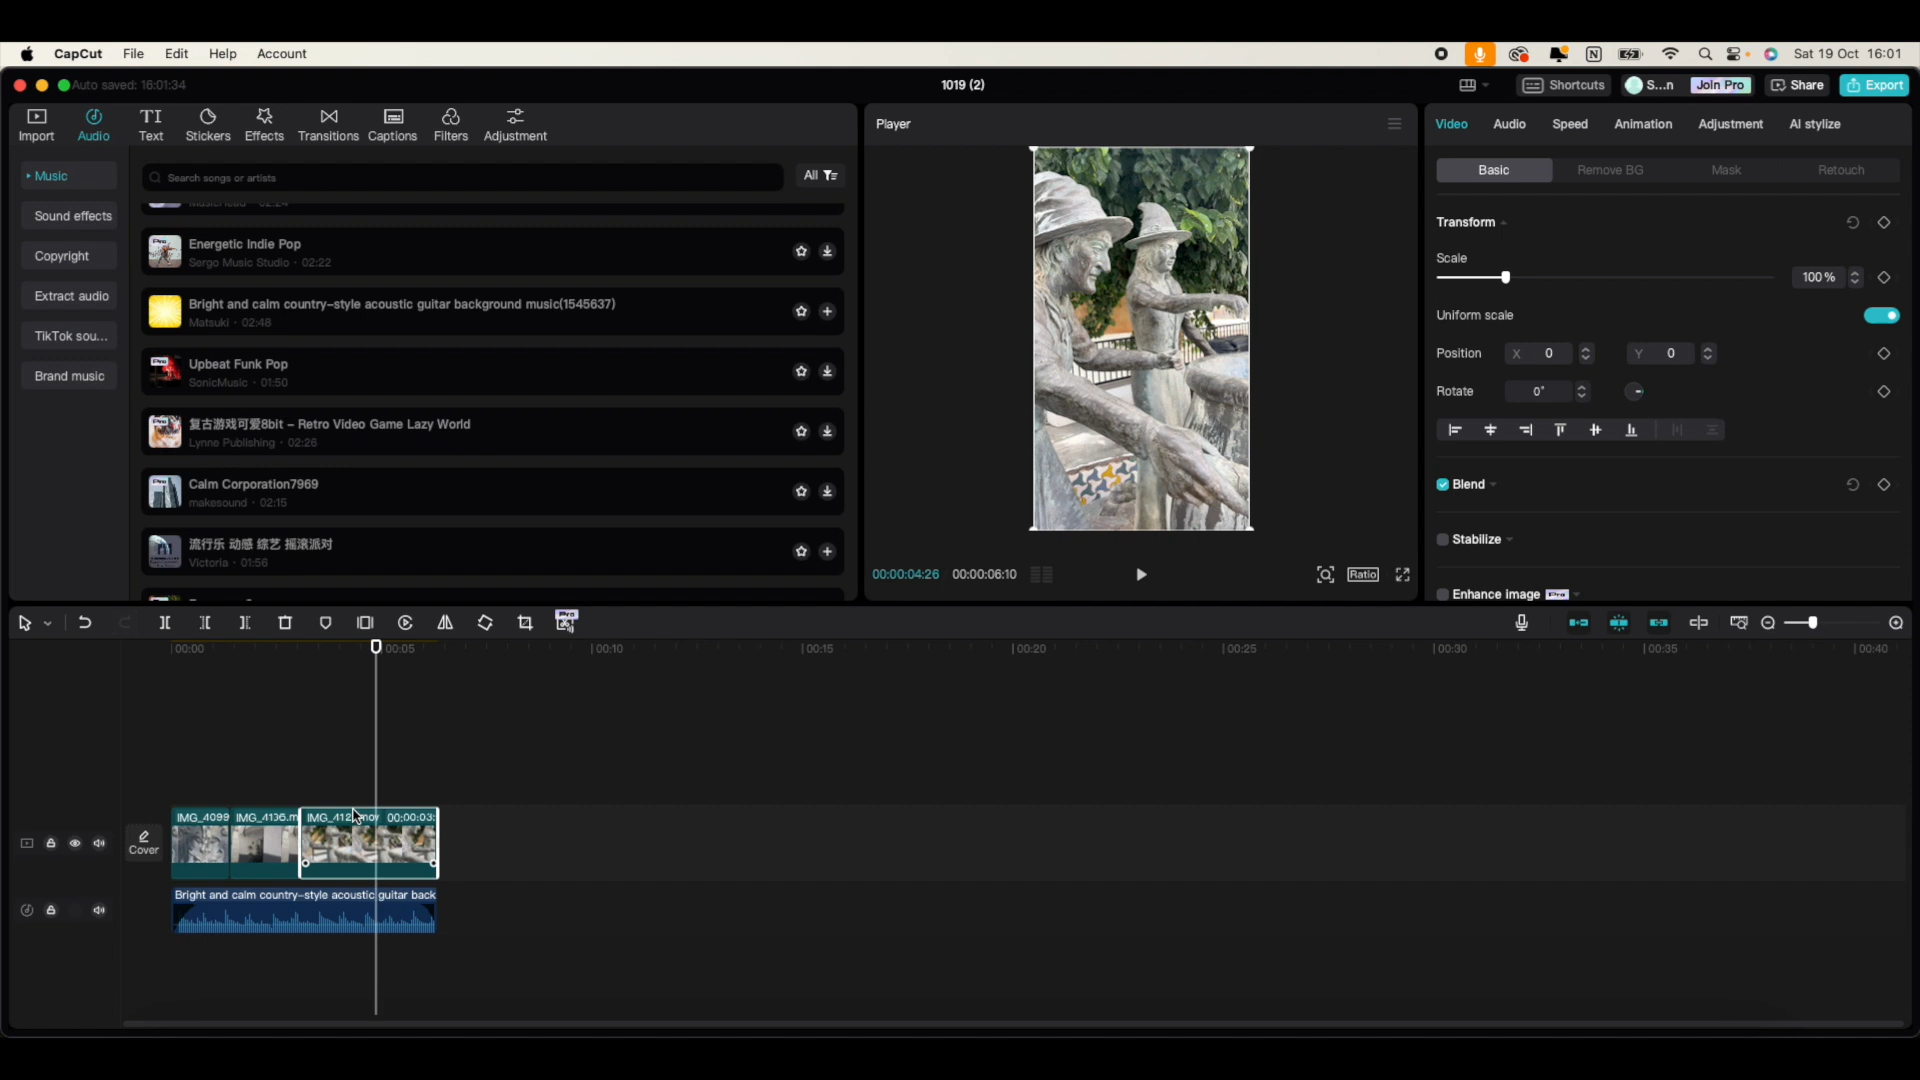 CapCut File Edit Help Account
Sat 19 Oct 16:01
Auto saved: 16:01:34
1019 (2)
Shortcuts
S...n
Join Pro
Share
Export
Import
Audio
Text
Stickers
Effects
Transitions
Captions
Filters
Adjustment
Music
Sound effects
Copyright
Extract audio
TikTok sou...
Brand music
Search songs or artists
All
Energetic Indie Pop
Sergo Music Studio · 02:22
Bright and calm country-style acoustic guitar background music(1545637)
Matsuki · 02:48
Upbeat Funk Pop
SonicMusic · 01:50
复古游戏可爱8bit – Retro Video Game Lazy World
Lynne Publishing · 02:26
Calm Corporation7969
makesound · 02:15
流行乐 动感 综艺 摇滚派对
Victoria · 01:56
Player
00:00:04:26 00:00:06:10
Ratio
Video Audio Speed Animation Adjustment AI stylize
Basic Remove BG Mask Retouch
Transform
Scale
100%
Uniform scale
Position X 0 Y 0
Rotate 0°
Blend
Stabilize
Enhance image Pro
Pro
00:00 00:05 00:10 00:15 00:20 00:25 00:30 00:35 00:40
Cover
IMG_4099 IMG_4136.m IMG_412 mov 00:00:03:
Bright and calm country-style acoustic guitar back